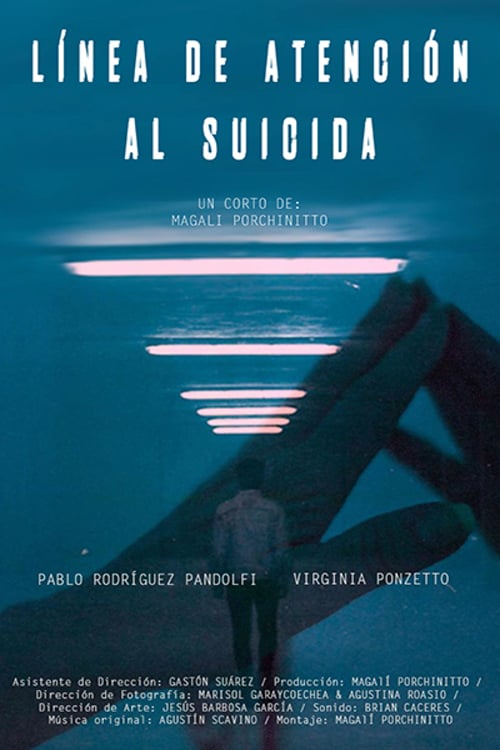 LÍNEA DE ATENCIÓN
AL SUICIDA
UN CORTO DE:
MAGALI PORCHINITTO
PABLO RODRÍGUEZ PANDOLFI VIRGINIA PONZETTO
Asistente de Dirección: GASTÓN SUÁREZ / Producción: MAGALÍ PORCHINITTO /
Dirección de Fotografía: MARISOL GARAYCOECHEA & AGUSTINA ROASIO /
Dirección de Arte: JESÚS BARBOSA GARCÍA / Sonido: BRIAN CACERES /
Música original: AGUSTÍN SCAVINO / Montaje: MAGALÍ PORCHINITTO